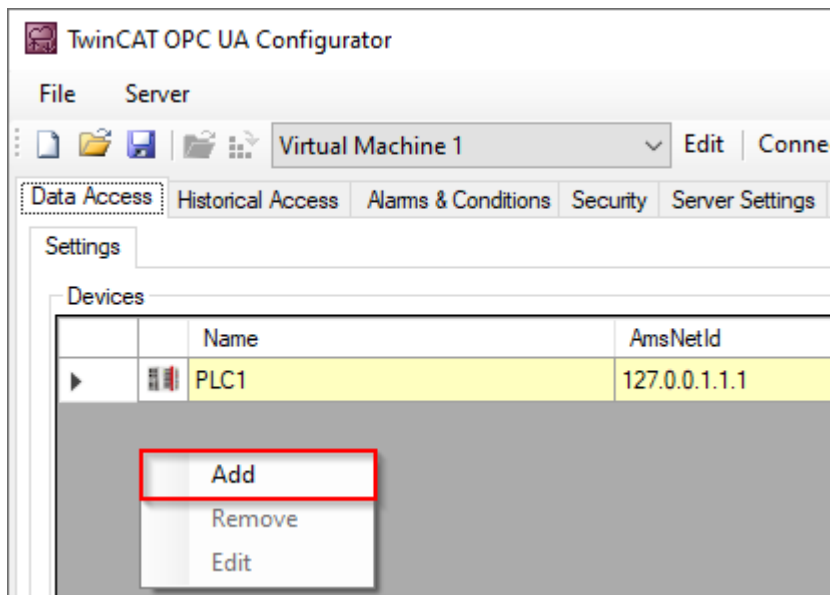 TwinCAT OPC UA Configurator
File Server
Virtual Machine 1 Edit Conne
Data Access Historical Access Alarms & Conditions Security Server Settings
Settings
Devices
Name AmsNetId
PLC1 127.0.0.1.1.1
Add
Remove
Edit